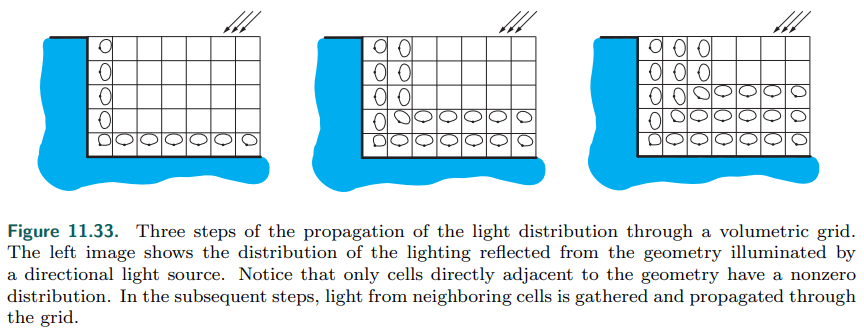 Figure 11.33. Three steps of the propagation of the light distribution through a volumetric grid.
The left image shows the distribution of the lighting reflected from the geometry illuminated by
a directional light source. Notice that only cells directly adjacent to the geometry have a nonzero
distribution. In the subsequent steps, light from neighboring cells is gathered and propagated through
the grid.